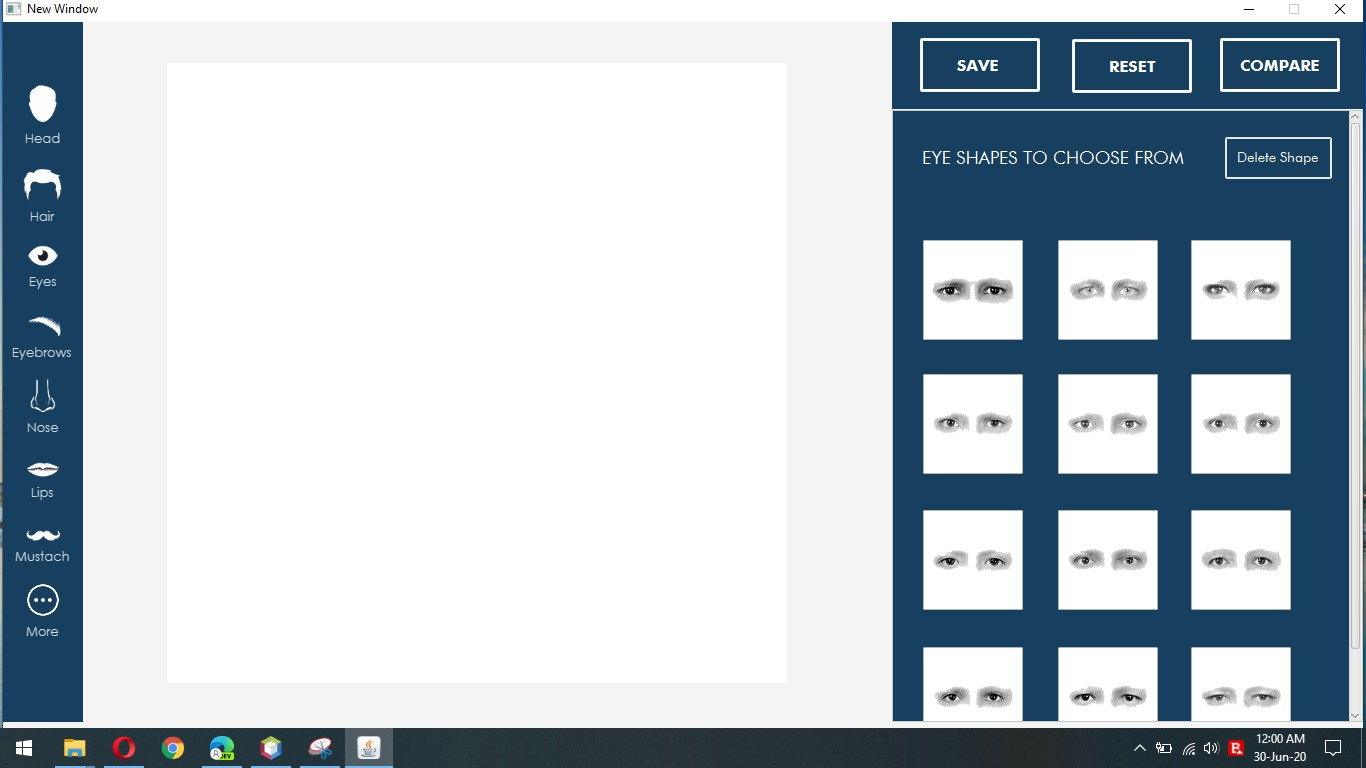 New Window
Head
Hair
Eyes
Eyebrows
Nose
Lips
Mustach
More
SAVE
RESET
COMPARE
EYE SHAPES TO CHOOSE FROM
Delete Shape
JEV
12:00 AM
30-Jun-20